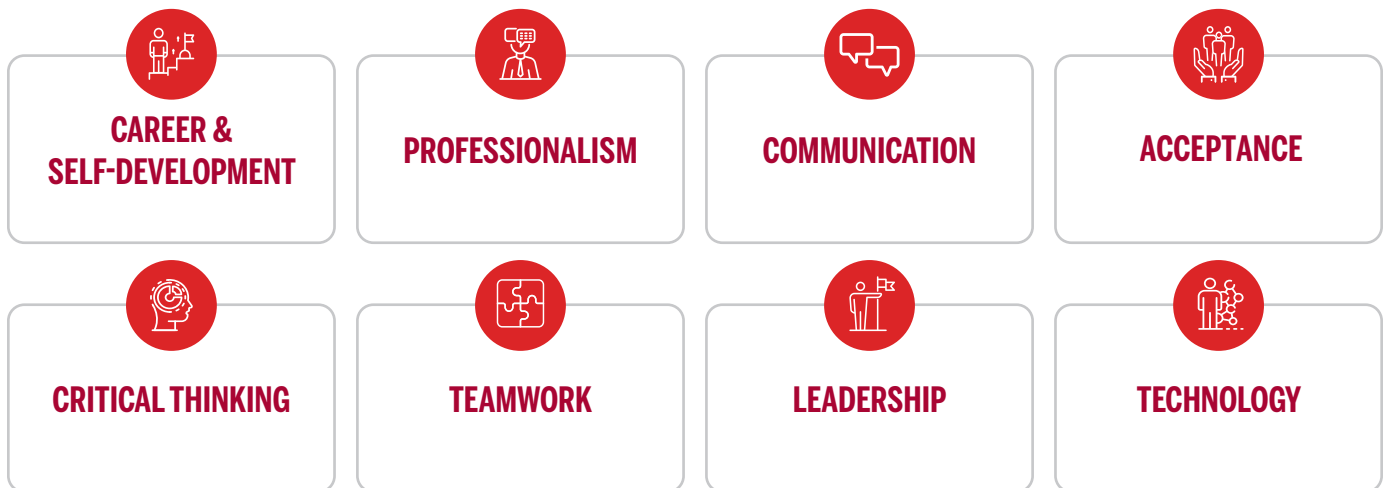 CAREER &
SELF-DEVELOPMENT
PROFESSIONALISM
COMMUNICATION
ACCEPTANCE
CRITICAL THINKING
TEAMWORK
LEADERSHIP
TECHNOLOGY